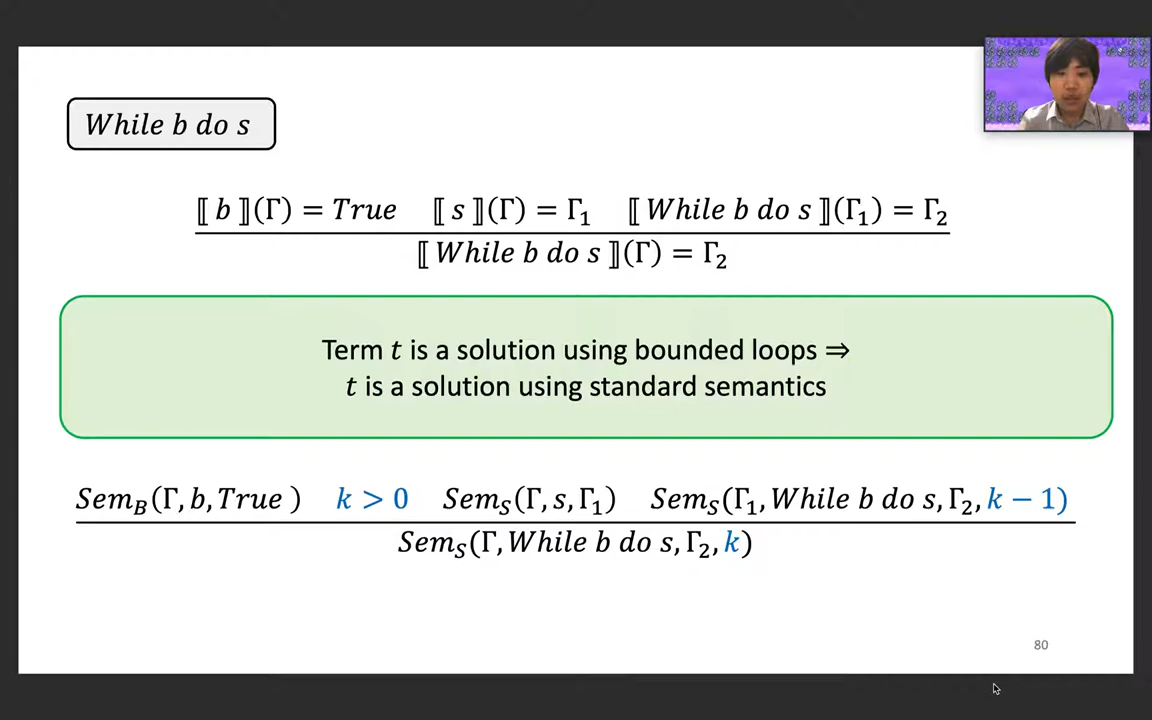 While b do s
⟦ b ⟧(Γ) = True ⟦ s ⟧(Γ) = Γ₁ ⟦ While b do s ⟧(Γ₁) = Γ₂
⟦ While b do s ⟧(Γ) = Γ₂
Term t is a solution using bounded loops ⇒
t is a solution using standard semantics
Sem_B(Γ, b, True ) k > 0 Sem_S(Γ, s, Γ₁) Sem_S(Γ₁, While b do s, Γ₂, k − 1)
Sem_S(Γ, While b do s, Γ₂, k)
80